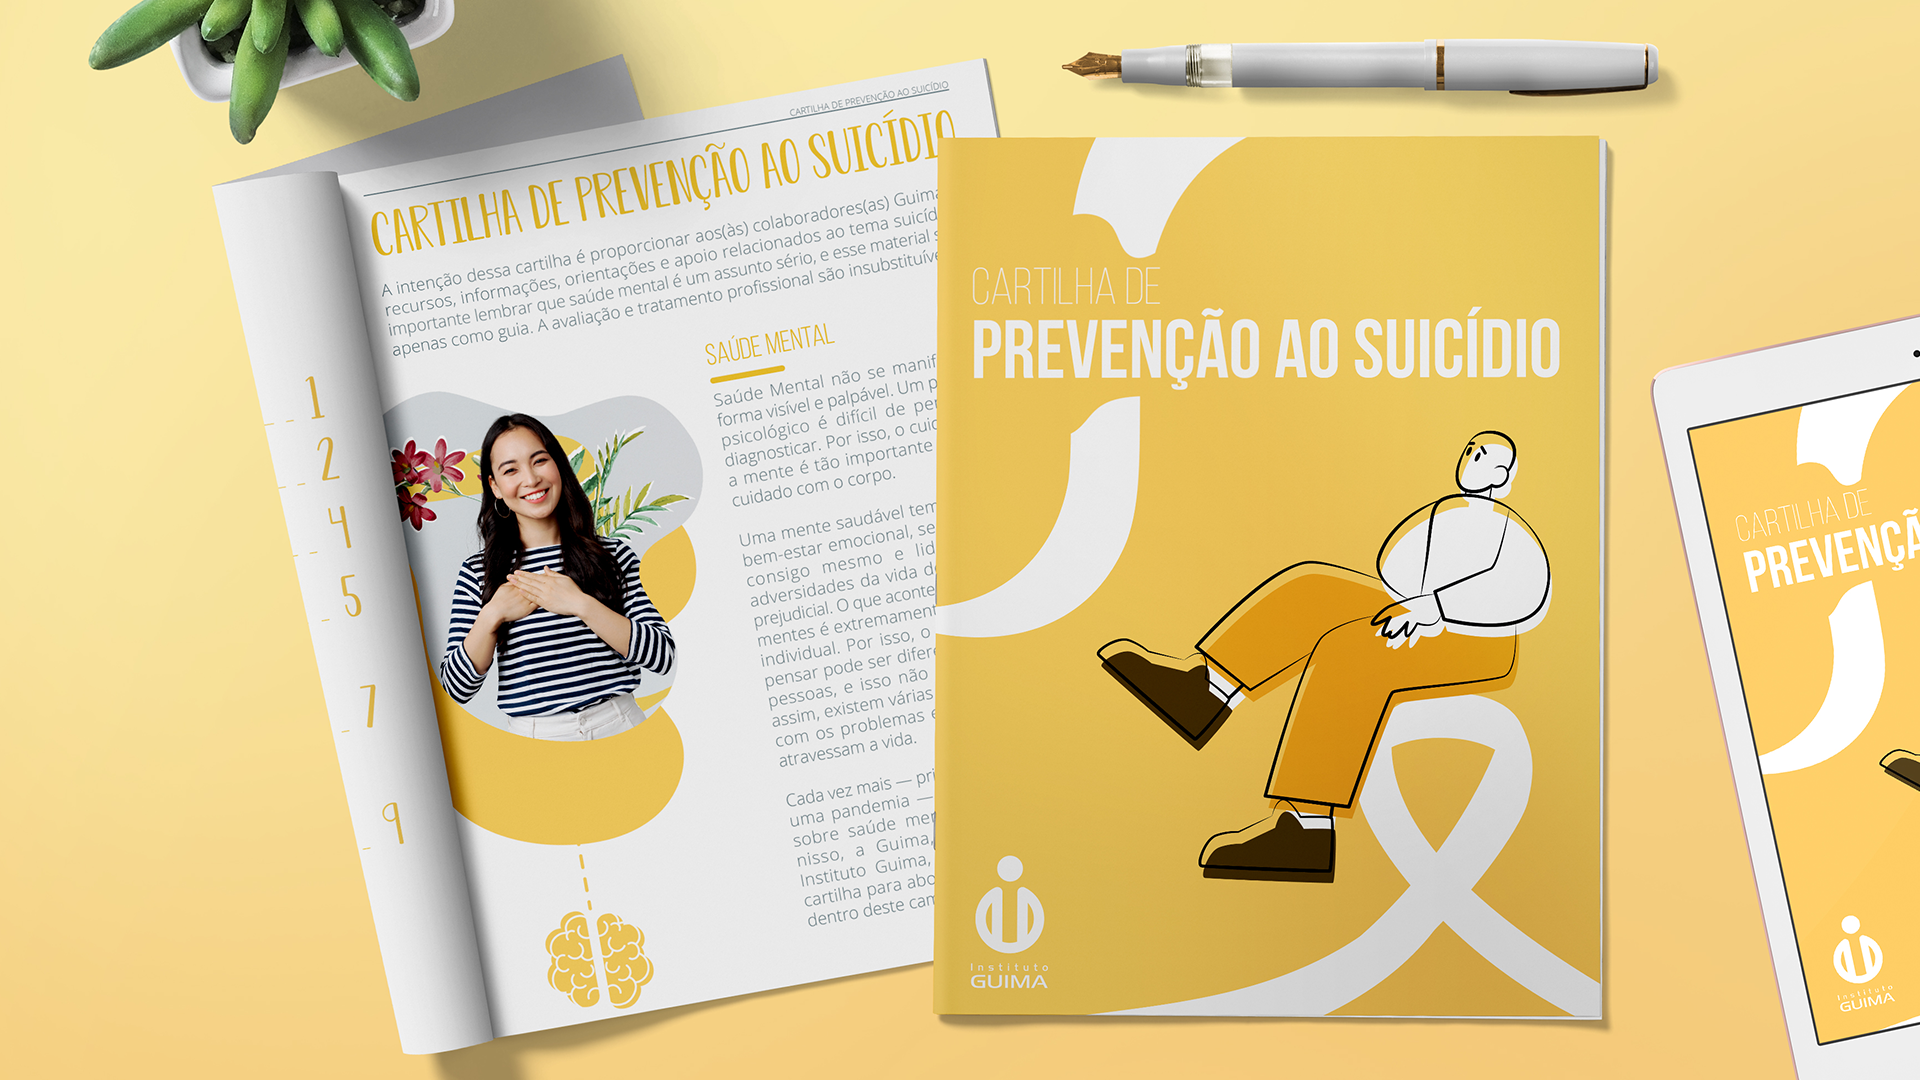 CARTILHA DE PREVENÇÃO AO SUICÍDIO
CARTILHA DE PREVENÇÃO AO SUICÍDIO
A intenção dessa cartilha é proporcionar aos(às) colaboradores(as) Guima
recursos, informações, orientações e apoio relacionados ao tema suicíd
importante lembrar que saúde mental é um assunto sério, e esse material s
apenas como guia. A avaliação e tratamento profissional são insubstituíve
SAÚDE MENTAL
Saúde Mental não se manif
forma visível e palpável. Um p
psicológico é difícil de per
diagnosticar. Por isso, o cuid
a mente é tão importante
cuidado com o corpo.
Uma mente saudável tem
bem-estar emocional, se
consigo mesmo e lid
adversidades da vida de
prejudicial. O que aconte
mentes é extremament
individual. Por isso, o
pensar pode ser difere
pessoas, e isso não
assim, existem várias
com os problemas e
atravessam a vida.
Cada vez mais — pri
uma pandemia —
sobre saúde mer
nisso, a Guima,
Instituto Guima,
cartilha para abo
dentro deste cam
1
2
4
5
7
9
CARTILHA DE
PREVENÇÃO AO SUICÍDIO
Instituto
GUIMA
CARTILHA DE
PREVENÇÃ
Instituto
GUIMA